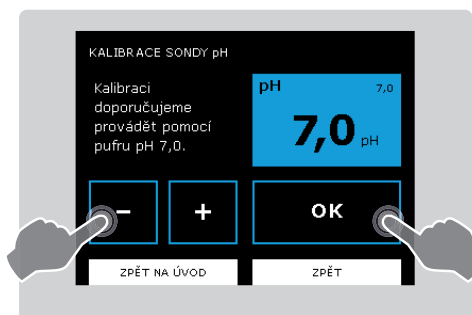 KALIBRACE SONDY pH
Kalibraci
doporučujeme
provádět pomocí
pufru pH 7,0.
pH 7,0
7,0 pH
- + OK
ZPĚT NA ÚVOD ZPĚT